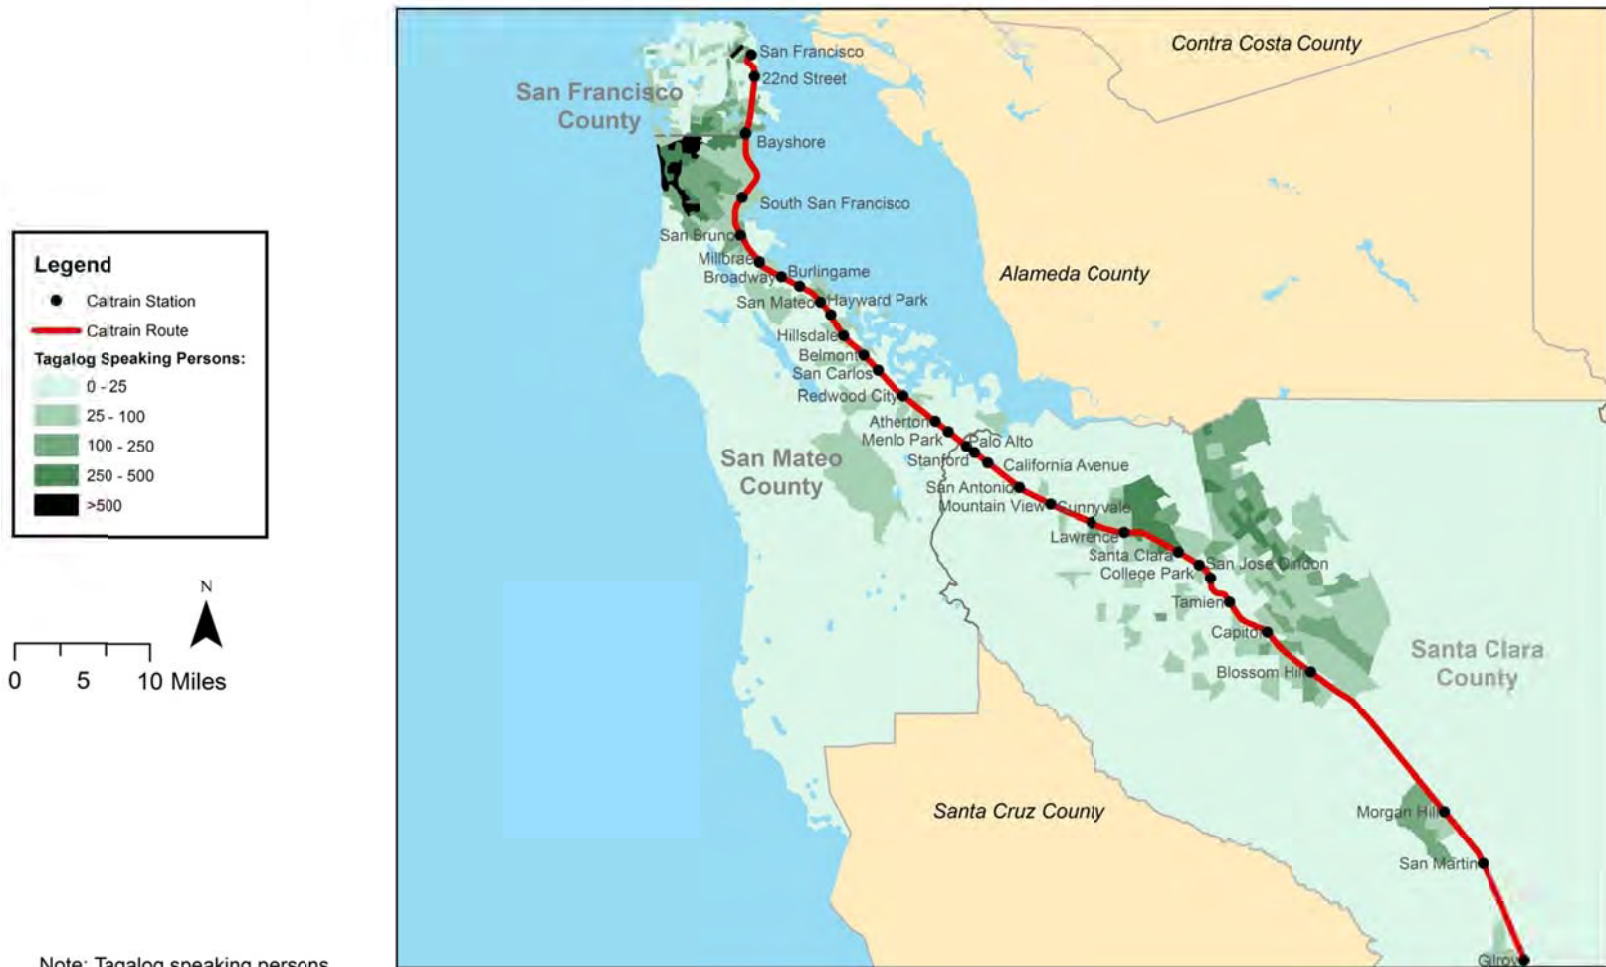 Legend
Caltrain Station
Caltrain Route
Tagalog Speaking Persons:
0 - 25
25 - 100
100 - 250
250 - 500
>500
N
0 5 10 Miles
Note: Tagalog speaking persons
San Francisco
County
San Francisco
22nd Street
Bayshore
South San Francisco
San Bruno
Millbrae
Broadway
Burlingame
San Mateo
Hayward Park
Hillsdale
Belmont
San Carlos
Redwood City
Atherton
Menlo Park
Palo Alto
Stanford
California Avenue
San Antonio
Mountain View
Sunnyvale
Lawrence
Santa Clara
College Park
San Jose Diridon
Tamien
Capitol
Blossom Hill
Morgan Hill
San Martin
Gilroy
Contra Costa County
Alameda County
San Mateo
County
Santa Clara
County
Santa Cruz County